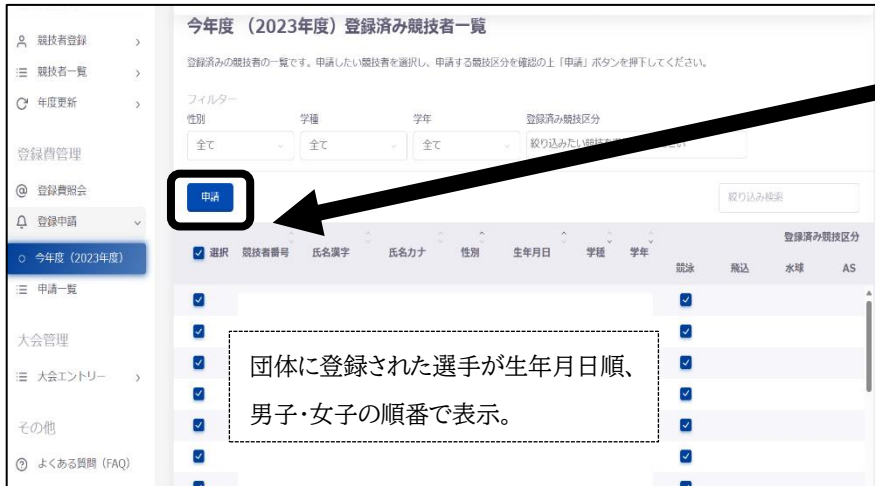 今年度 （2023年度）登録済み競技者一覧
登録済みの競技者の一覧です。申請したい競技者を選択し、申請する競技区分を確認の上「申請」ボタンを押下してください。
フィルター
性別 学種 学年 登録済み競技区分
全て 全て 全て 絞り込みたい競技を
申請 絞り込み検索
登録済み競技区分
選択 競技者番号 氏名漢字 氏名カナ 性別 生年月日 学種 学年
競泳 飛込 水球 AS
団体に登録された選手が生年月日順、
男子・女子の順番で表示。
競技者登録
競技者一覧
年度更新
登録費管理
登録費照会
登録申請
今年度（2023年度）
申請一覧
大会管理
大会エントリー
その他
よくある質問（FAQ）